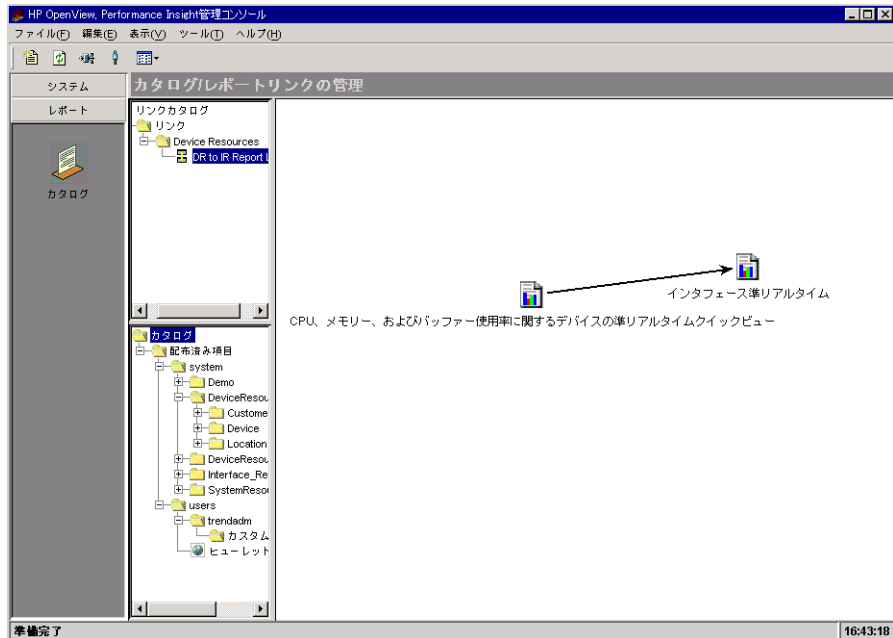 HP OpenView, Performance Insight管理コンソール
ファイル(F) 編集(E) 表示(V) ツール(T) ヘルプ(H)
システム
レポート
カタログ
カタログ/レポートリンクの管理
リンクカタログ
リンク
Device Resources
DR to IR Report L
カタログ
配布済み項目
system
Demo
DeviceResou
Custome
Device
Location
DeviceResou
Interface_Re
SystemResou
users
trendadm
カスタム
ヒューレット
インタフェース準リアルタイム
CPU、メモリー、およびバッファー使用率に関するデバイスの準リアルタイムクイックビュー
準備完了
16:43:18